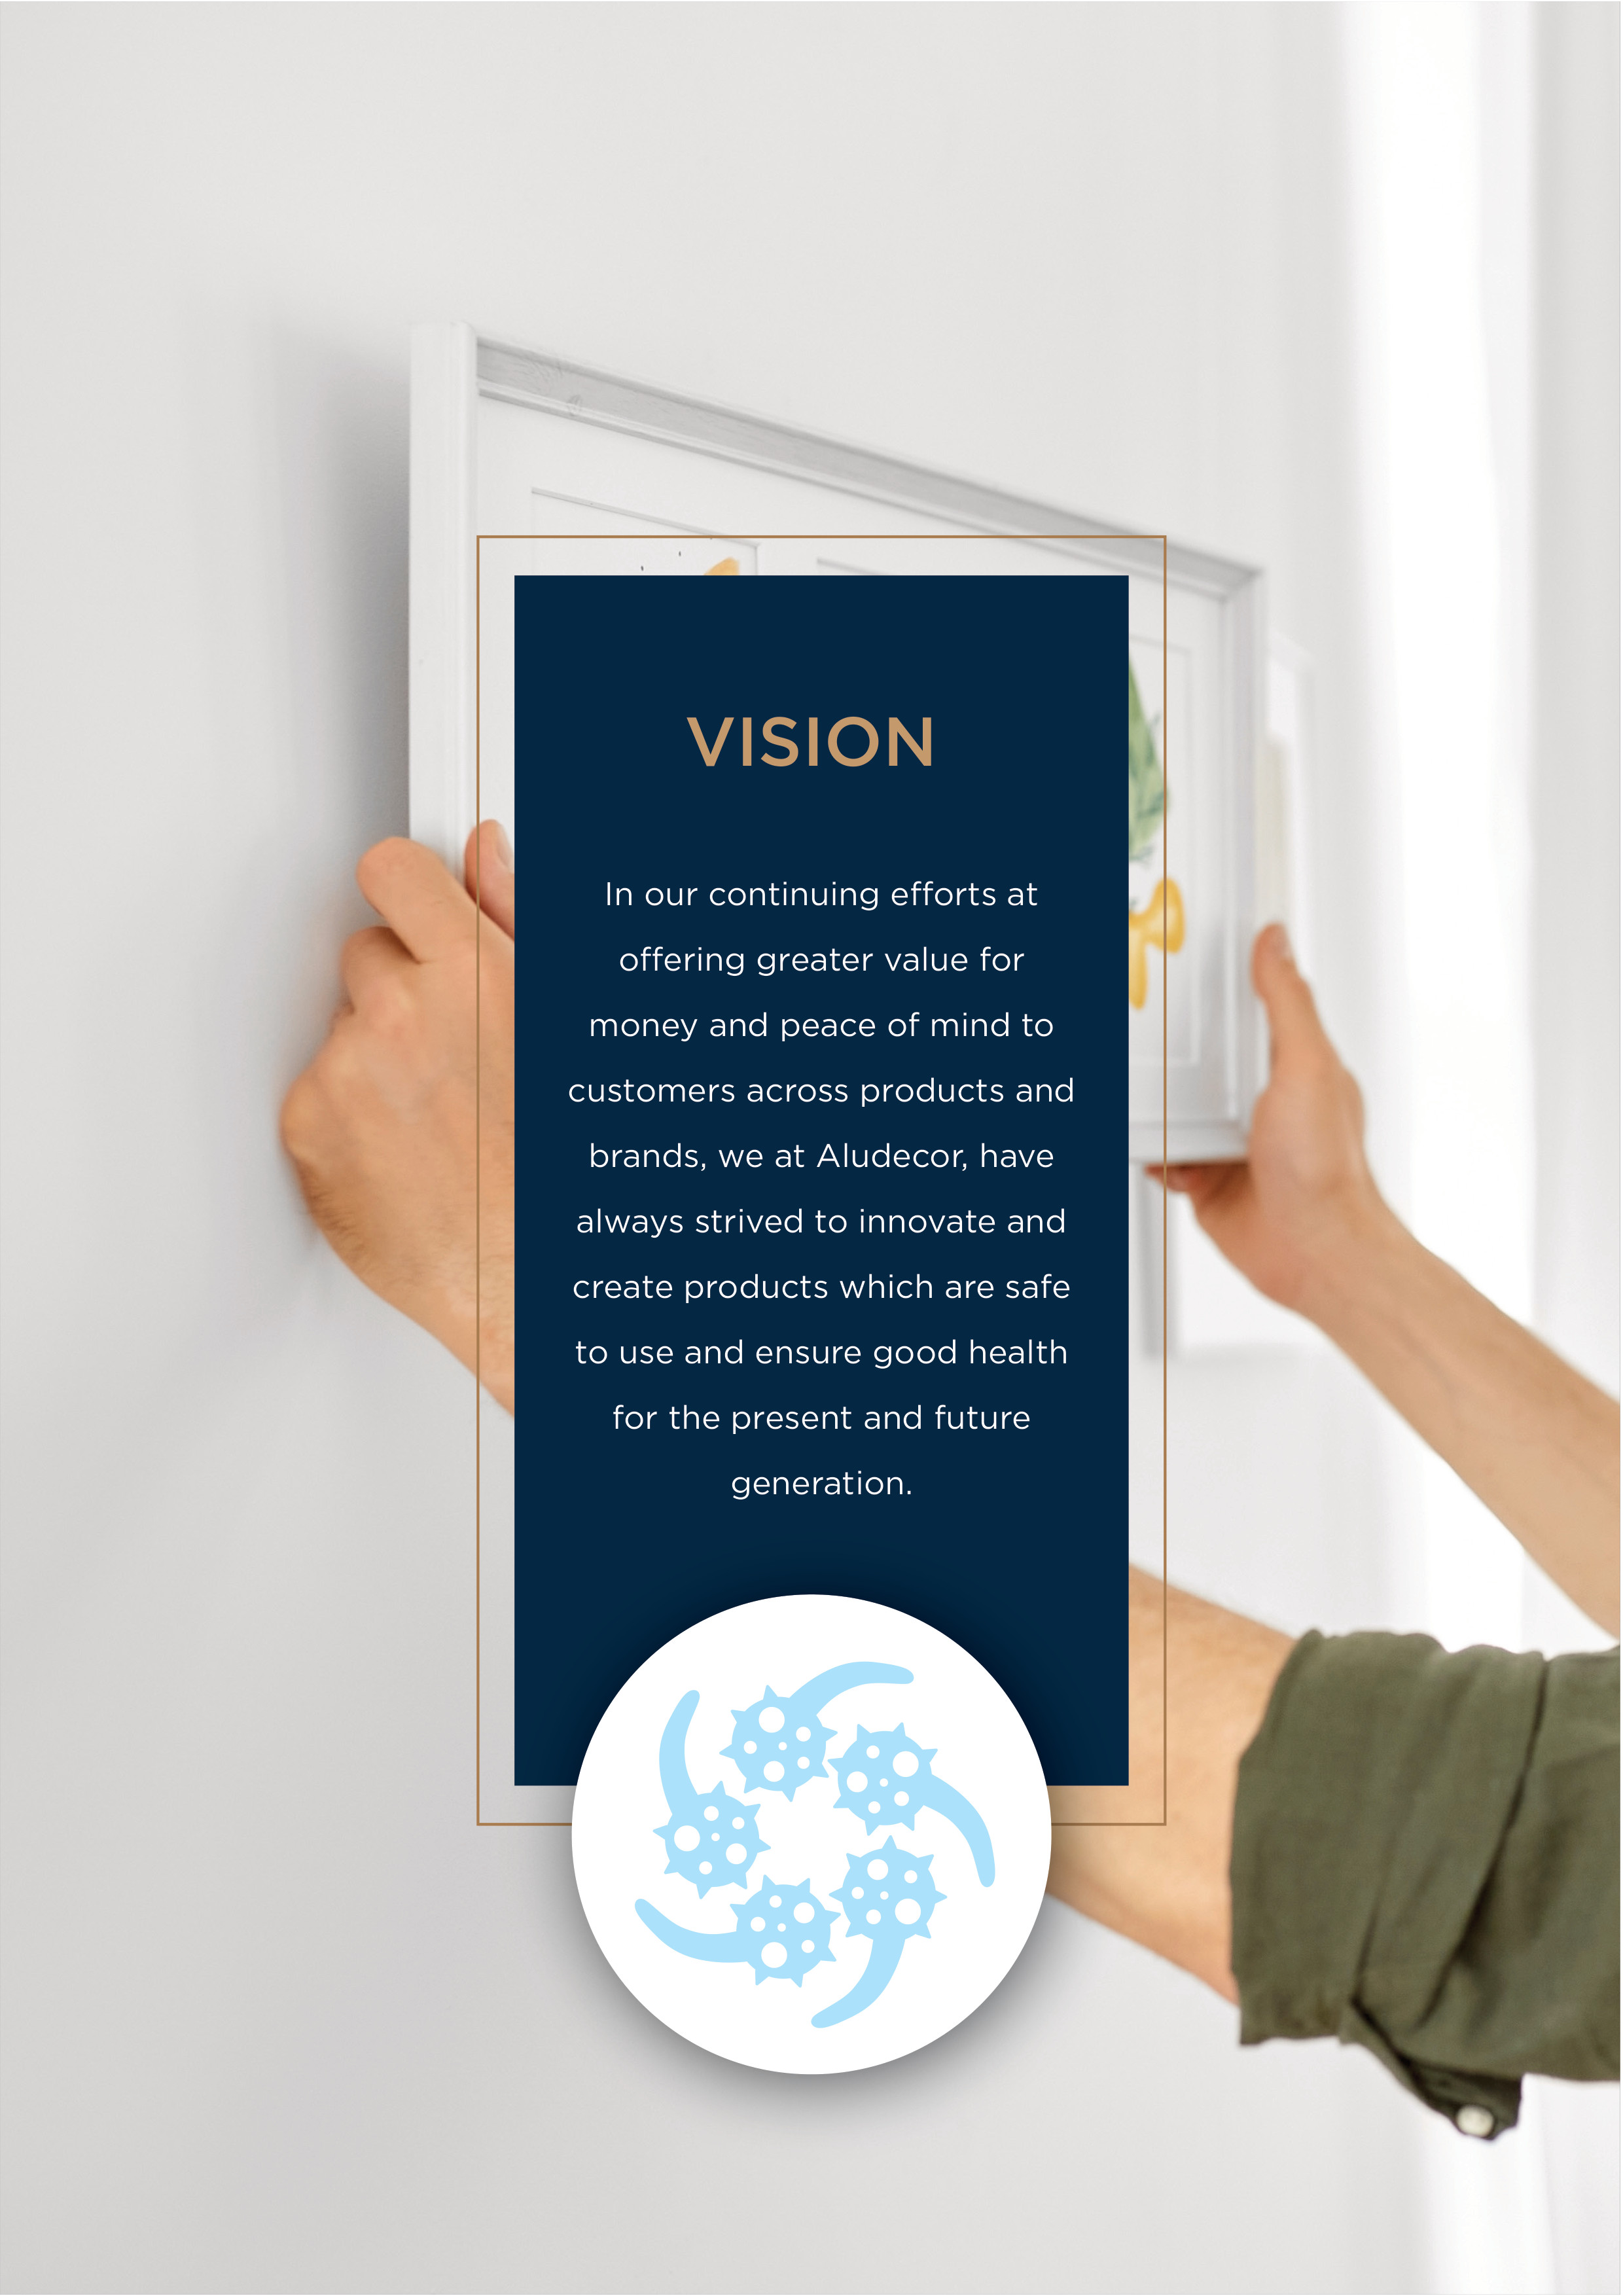 VISION
In our continuing efforts at
offering greater value for
money and peace of mind to
customers across products and
brands, we at Aludecor, have
always strived to innovate and
create products which are safe
to use and ensure good health
for the present and future
generation.